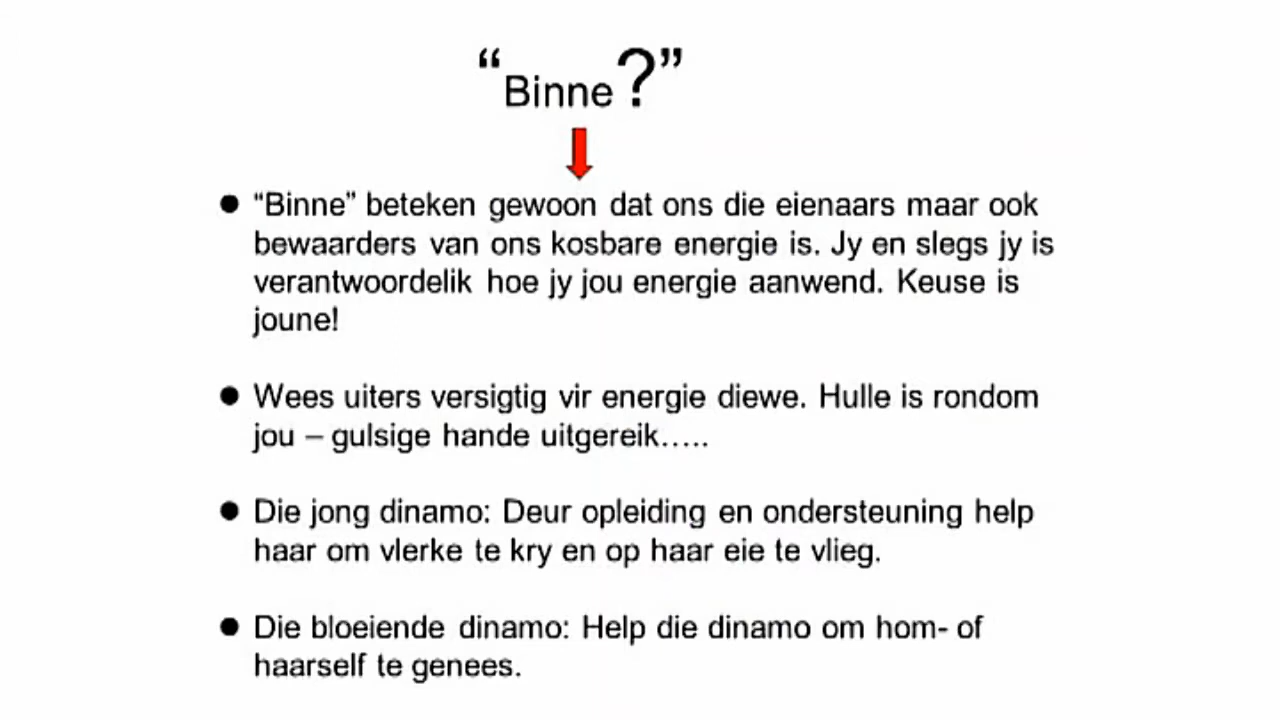 “Binne?”
● “Binne” beteken gewoon dat ons die eienaars maar ook
bewaarders van ons kosbare energie is. Jy en slegs jy is
verantwoordelik hoe jy jou energie aanwend. Keuse is
joune!
● Wees uiters versigtig vir energie diewe. Hulle is rondom
jou – gulsige hande uitgereik…..
● Die jong dinamo: Deur opleiding en ondersteuning help
haar om vlerke te kry en op haar eie te vlieg.
● Die bloeiende dinamo: Help die dinamo om hom- of
haarself te genees.